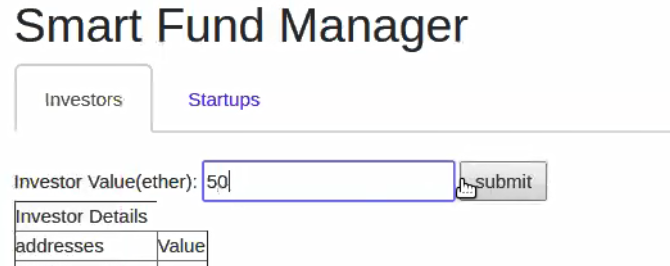 Smart Fund Manager
Investors Startups
Investor Value(ether): 50 submit
Investor Details
addresses Value